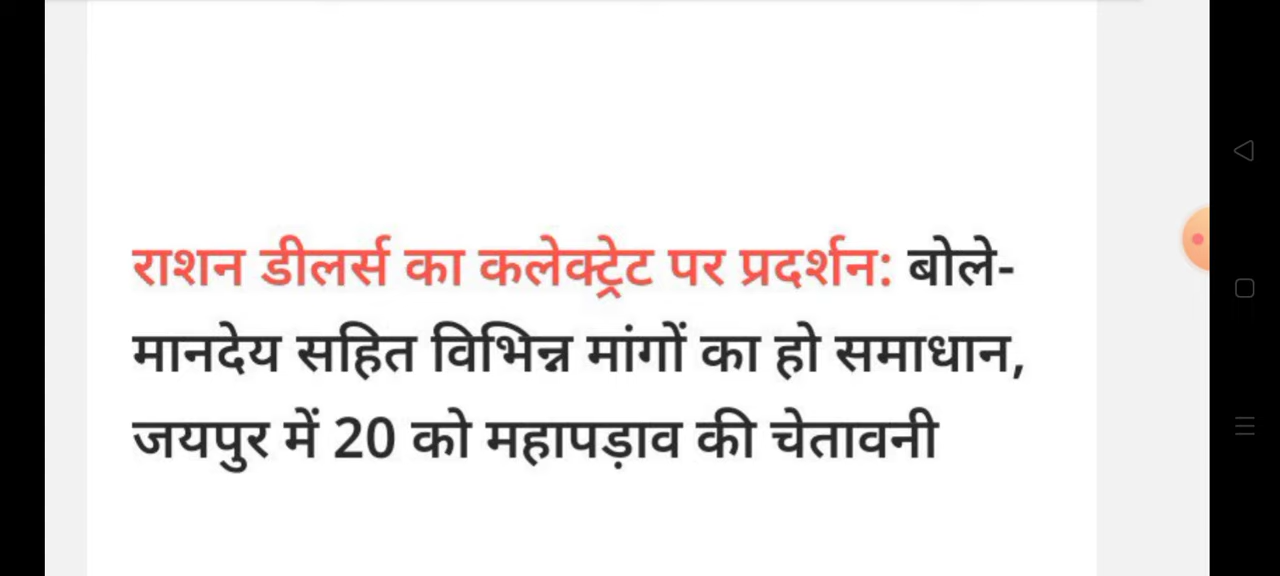 राशन डीलर्स का कलेक्ट्रेट पर प्रदर्शन: बोले-
मानदेय सहित विभिन्न मांगों का हो समाधान,
जयपुर में 20 को महापड़ाव की चेतावनी